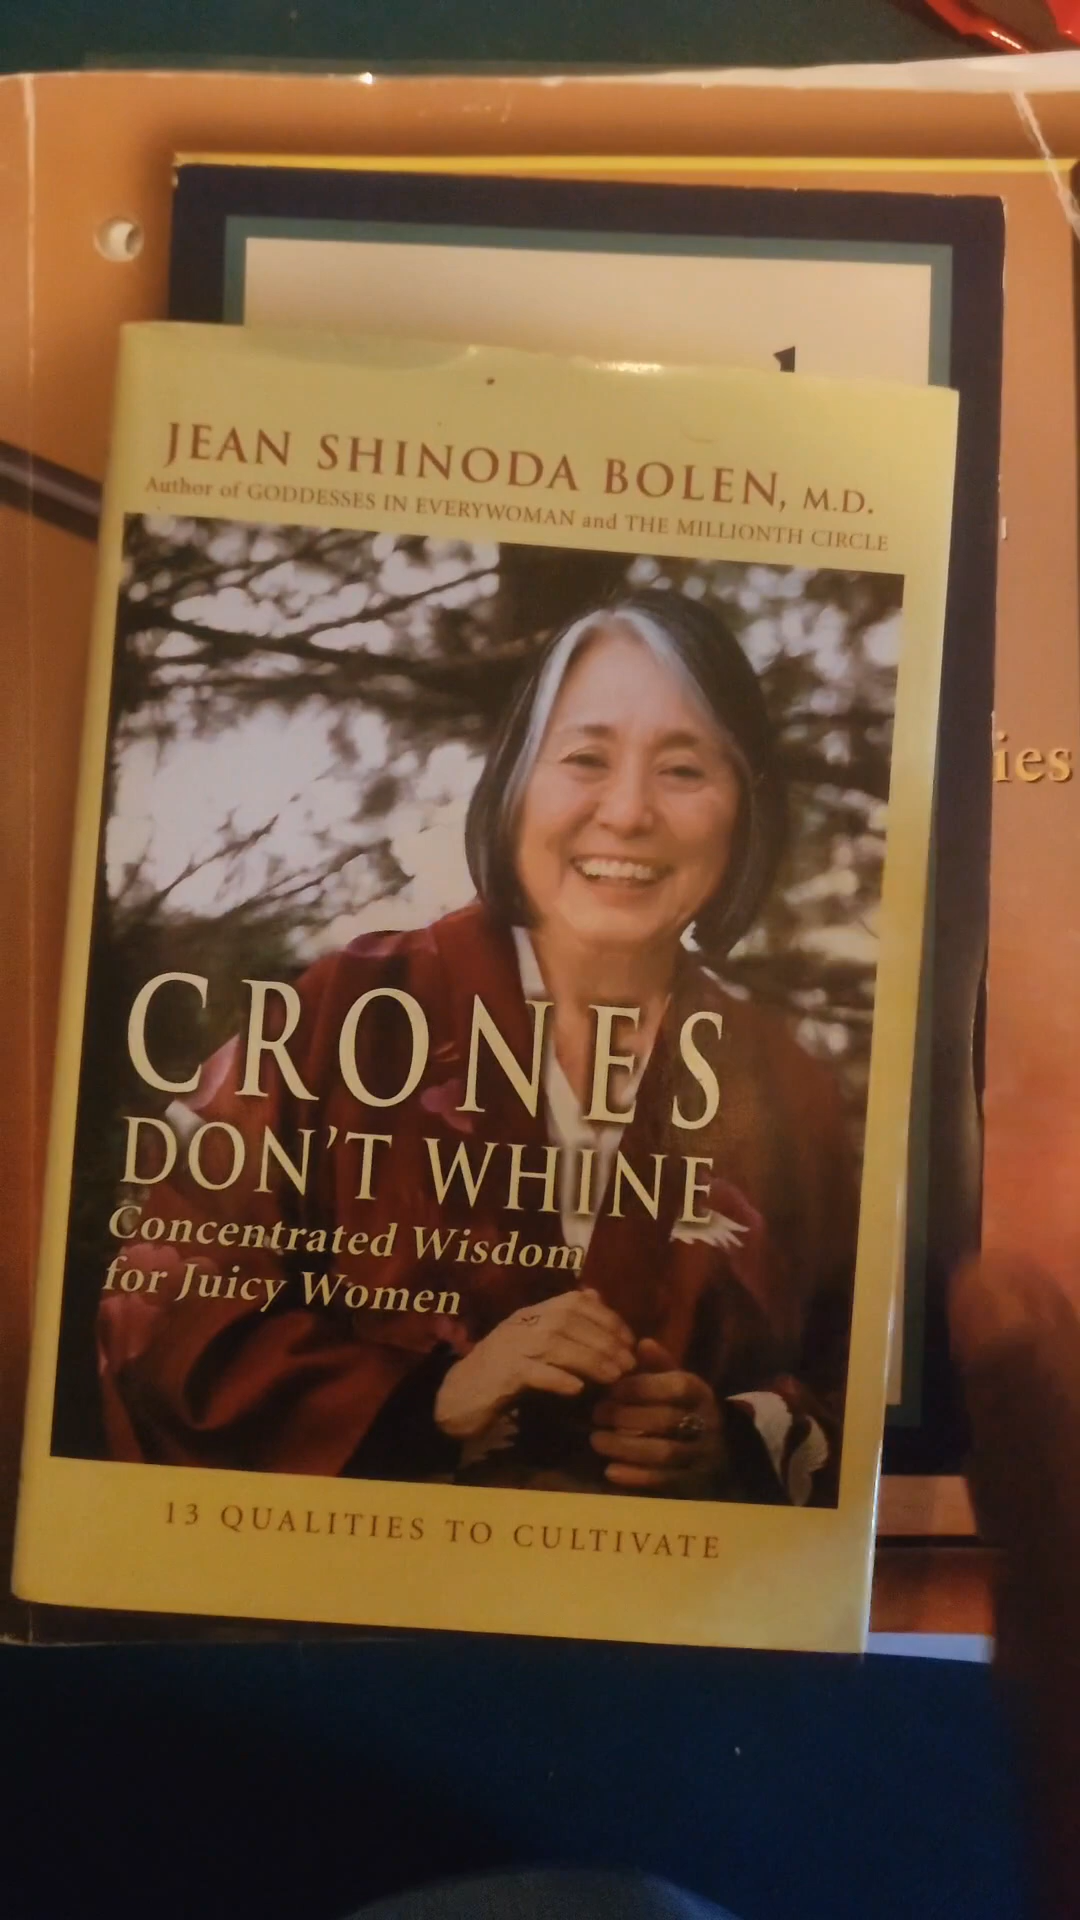 JEAN SHINODA BOLEN, M.D.
Author of GODDESSES IN EVERYWOMAN and THE MILLIONTH CIRCLE
CRONES
DON'T WHINE
Concentrated Wisdom
for Juicy Women
13 QUALITIES TO CULTIVATE
ies